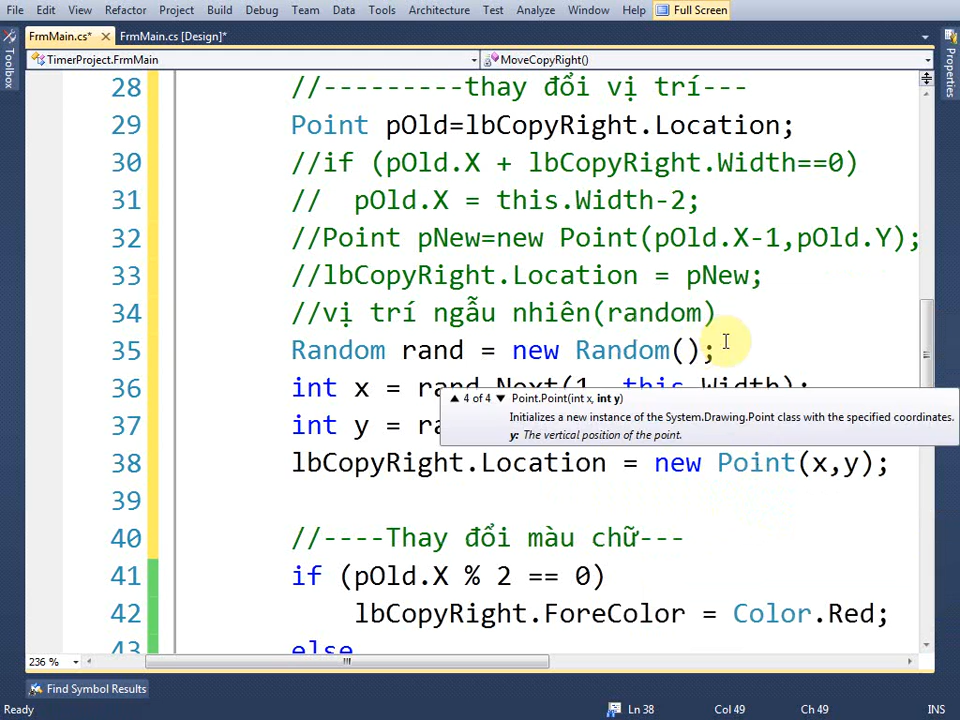 File Edit View Refactor Project Build Debug Team Data Tools Architecture Test Analyze Window Help Full Screen
FrmMain.cs* FrmMain.cs [Design]*
Toolbox
Properties
TimerProject.FrmMain MoveCopyRight()
28 //---------thay đổi vị trí---
29 Point pOld=lbCopyRight.Location;
30 //if (pOld.X + lbCopyRight.Width==0)
31 //  pOld.X = this.Width-2;
32 //Point pNew=new Point(pOld.X-1,pOld.Y);
33 //lbCopyRight.Location = pNew;
34 //vị trí ngẫu nhiên(random)
35 Random rand = new Random();
36 int x = rand.Next(1, this.Width);
4 of 4 Point.Point(int x, int y)
Initializes a new instance of the System.Drawing.Point class with the specified coordinates.
y: The vertical position of the point.
37 int y =
38 lbCopyRight.Location = new Point(x,y);
39
40 //----Thay đổi màu chữ---
41 if (pOld.X % 2 == 0)
42 lbCopyRight.ForeColor = Color.Red;
43 else
236 %
Find Symbol Results
Ready Ln 38 Col 49 Ch 49 INS